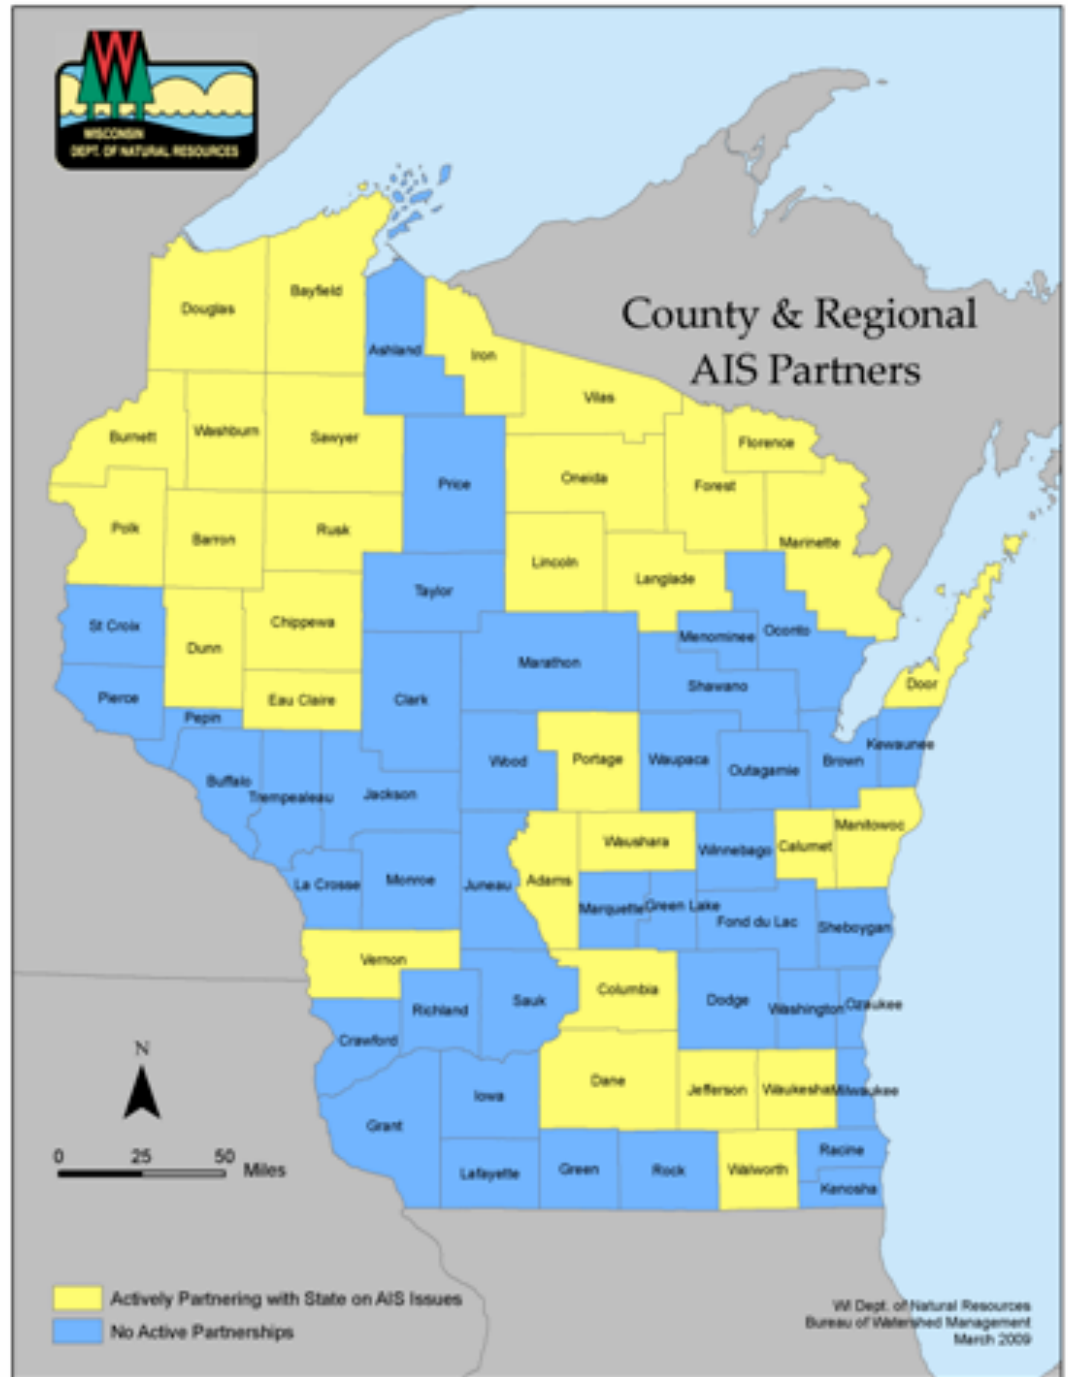 W
WISCONSIN
DEPT. OF NATURAL RESOURCES
County & Regional
AIS Partners
Douglas
Bayfield
Ashland
Iron
Vilas
Burnett
Washburn
Sawyer
Florence
Price
Oneida
Forest
Polk
Barron
Rusk
Marinette
Lincoln
Langlade
Taylor
St Croix
Dunn
Chippewa
Menominee
Oconto
Marathon
Pierce
Eau Claire
Clark
Shawano
Door
Pepin
Kewaunee
Buffalo
Trempealeau
Jackson
Wood
Portage
Waupaca
Outagamie
Brown
Manitowoc
Waushara
Winnebago
Calumet
La Crosse
Monroe
Juneau
Adams
Marquette
Green Lake
Fond du Lac
Sheboygan
Vernon
Columbia
Richland
Sauk
Dodge
Washington
Ozaukee
Crawford
Dane
Jefferson
Waukesha
Milwaukee
Iowa
Grant
Lafayette
Green
Rock
Walworth
Racine
Kenosha
N
0 25 50
Miles
Actively Partnering with State on AIS Issues
No Active Partnerships
WI Dept. of Natural Resources
Bureau of Watershed Management
March 2009